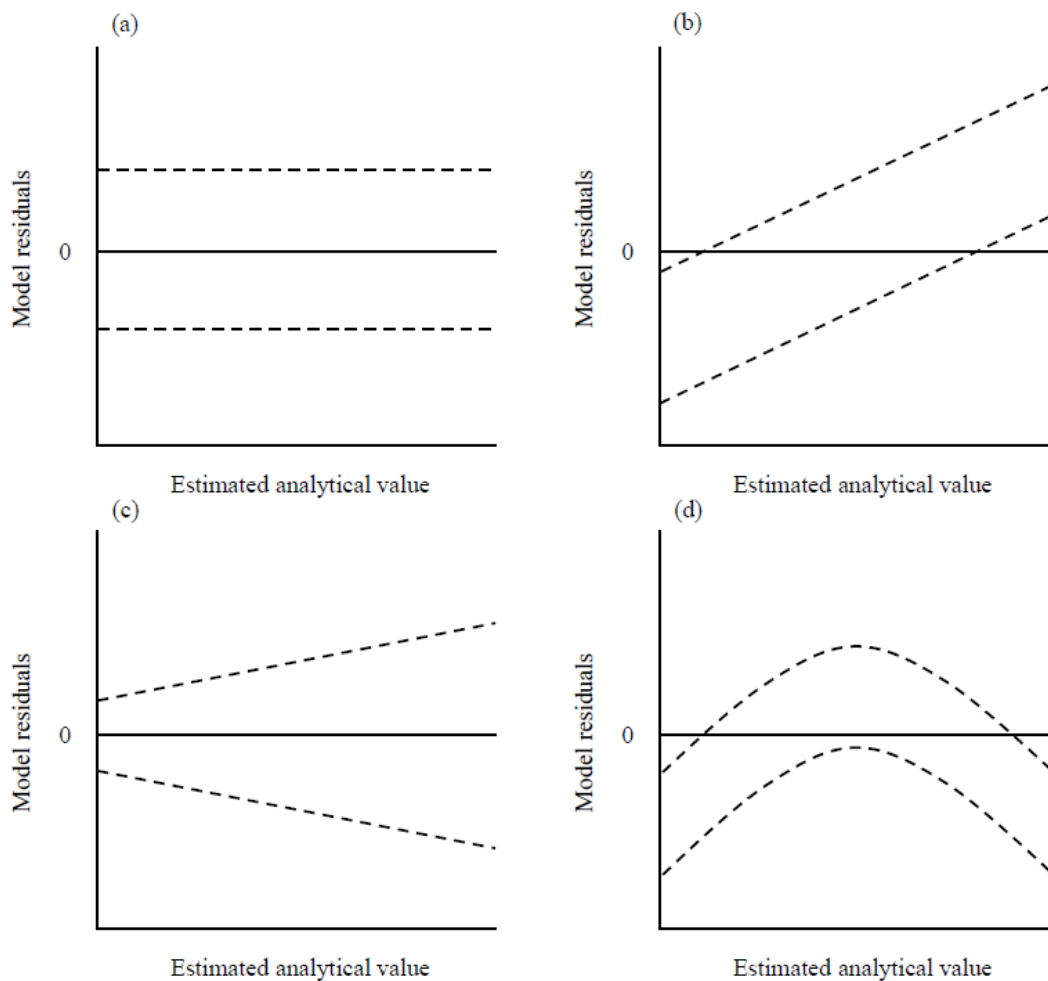 (a)
Model residuals
0
Estimated analytical value
(b)
Model residuals
0
Estimated analytical value
(c)
Model residuals
0
Estimated analytical value
(d)
Model residuals
0
Estimated analytical value